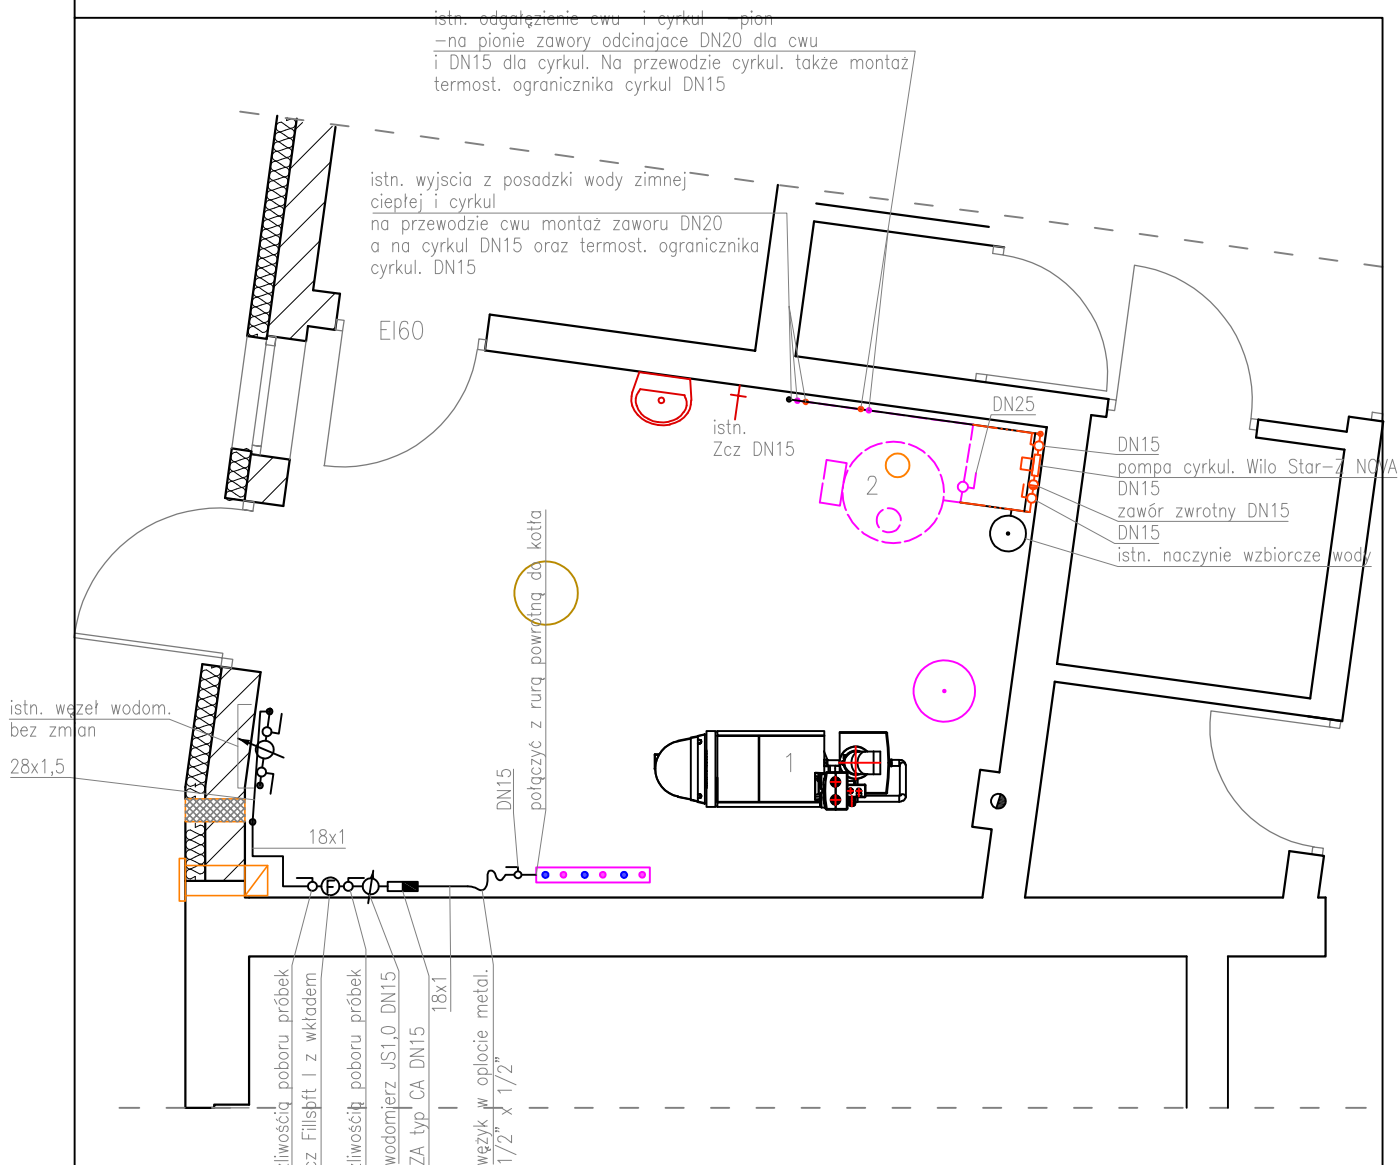 istn. odgałęzienie cwu i cyrkul -pion
-na pionie zawory odcinajace DN20 dla cwu
i DN15 dla cyrkul. Na przewodzie cyrkul. także montaż
termost. ogranicznika cyrkul DN15
istn. wyjscia z posadzki wody zimnej
ciepłej i cyrkul
na przewodzie cwu montaż zaworu DN20
a na cyrkul DN15 oraz termost. ogranicznika
cyrkul. DN15
EI60
istn.
Zcz DN15
DN25
DN15
pompa cyrkul. Wilo Star-Z NOVA
DN15
zawór zwrotny DN15
DN15
istn. naczynie wzbiorcze wody
2
połączyć z rurą powrotną do kotła
DN15
1
istn. węzeł wodom.
bez zmian
28x1,5
18x1
F
żliwością poboru próbek
cz Fillsoft I z wkładem
żliwością poboru próbek
wodomierz JS1,0 DN15
ZA typ CA DN15
18x1
wężyk w oplocie metal.
1/2" x 1/2"